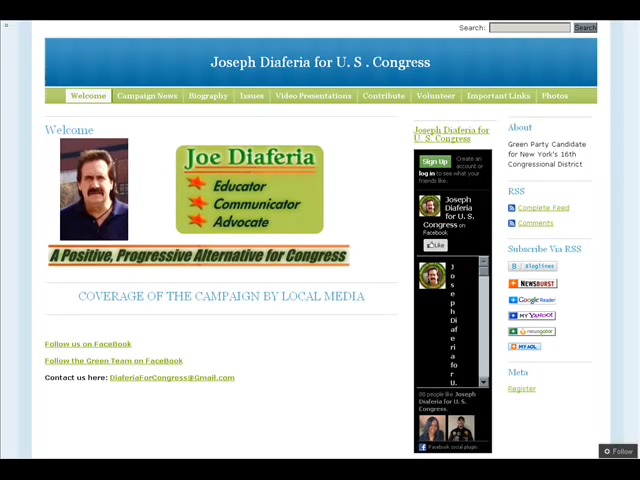 Search:
Search
Joseph Diaferia for U. S . Congress
Welcome
Campaign News
Biography
Issues
Video Presentations
Contribute
Volunteer
Important Links
Photos
Welcome
Joe Diaferia
Educator
Communicator
Advocate
A Positive, Progressive Alternative for Congress
COVERAGE OF THE CAMPAIGN BY LOCAL MEDIA
Follow us on FaceBook
Follow the Green Team on FaceBook
Contact us here: DiaferiaForCongress@Gmail.com
Joseph Diaferia for
U. S. Congress
Sign Up
Create an
account or
log in to see what your
friends like.
Joseph
Diaferia
for U. S.
Congress on
Facebook
Like
J
o
s
e
p
h
D
i
a
f
e
r
i
a
f
o
r
U.
88 people like Joseph
Diaferia for U. S.
Congress.
Facebook social plugin
About
Green Party Candidate
for New York's 16th
Congressional District
RSS
Complete Feed
Comments
Subscribe Via RSS
Bloglines
NEWSBURST
Google Reader
MY YAHOO!
newsgator
MY AOL
Meta
Register
Follow